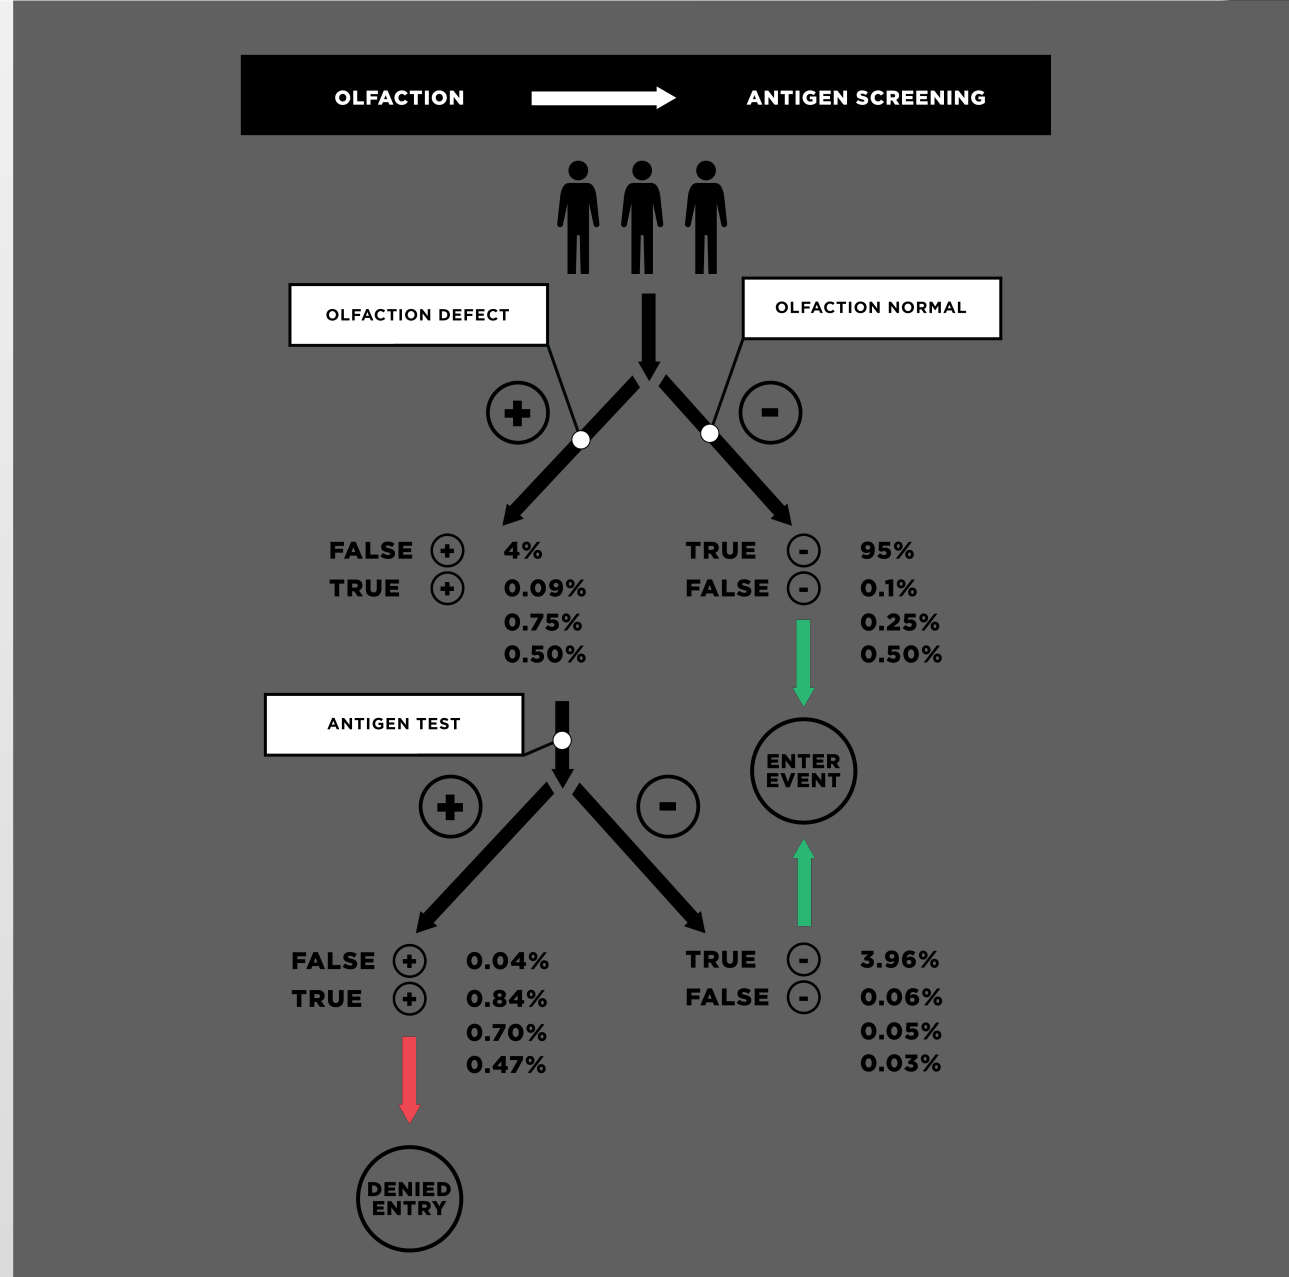 OLFACTION ANTIGEN SCREENING
OLFACTION DEFECT
OLFACTION NORMAL
+
-
FALSE + 4%
TRUE + 0.09%
0.75%
0.50%
TRUE - 95%
FALSE - 0.1%
0.25%
0.50%
ANTIGEN TEST
+
-
ENTER
EVENT
FALSE + 0.04%
TRUE + 0.84%
0.70%
0.47%
TRUE - 3.96%
FALSE - 0.06%
0.05%
0.03%
DENIED
ENTRY